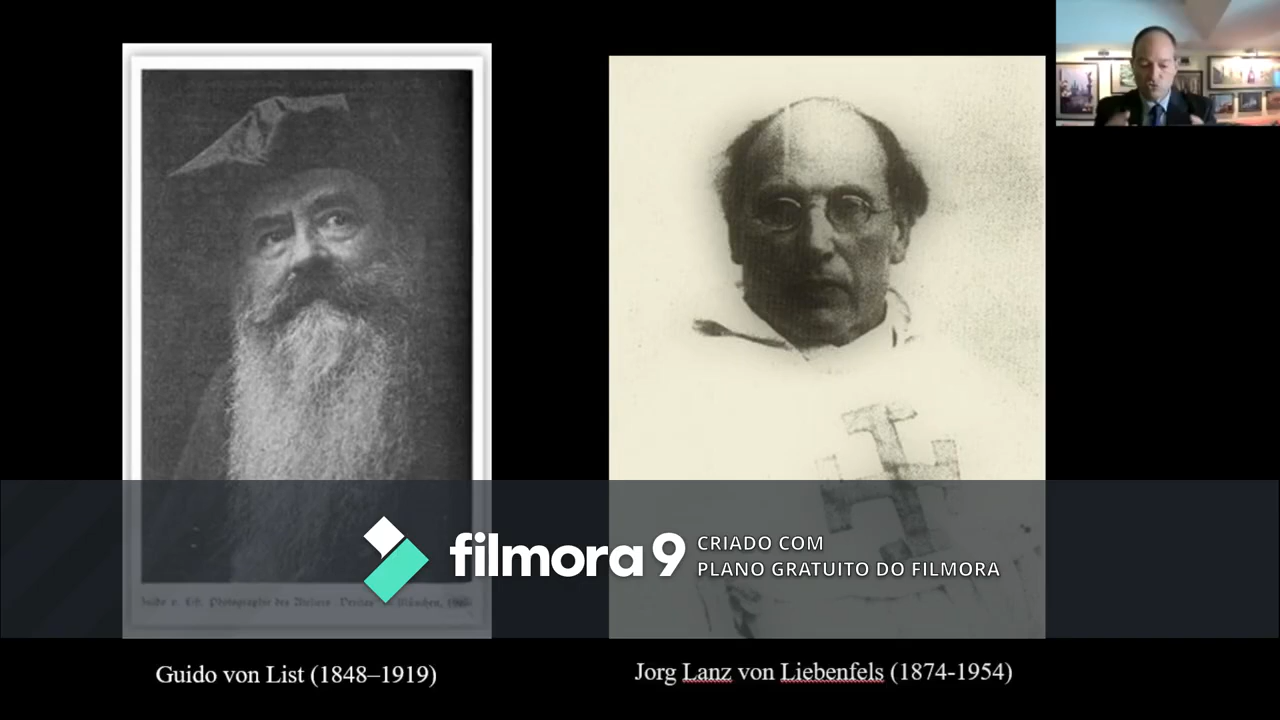 filmora9
CRIADO COM
PLANO GRATUITO DO FILMORA
Guido von List (1848–1919)
Jorg Lanz von Liebenfels (1874-1954)